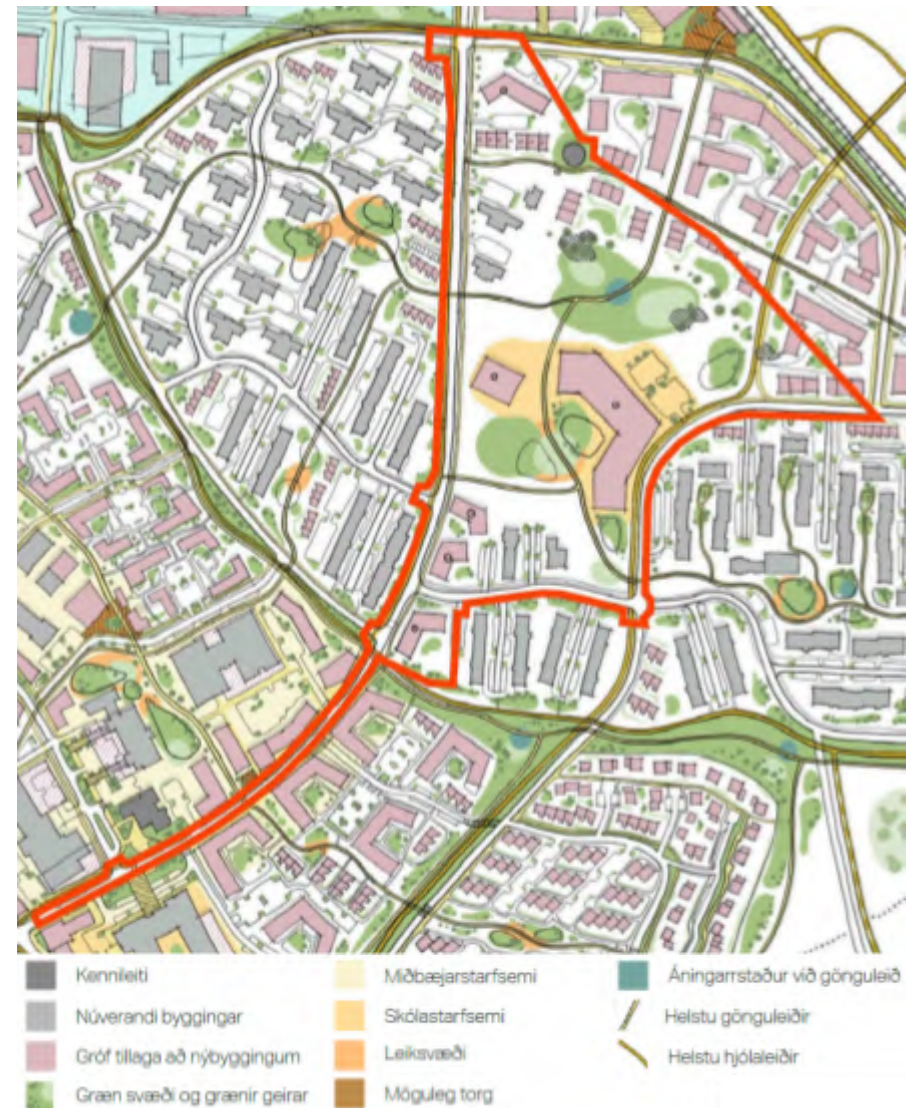 Kennileiti
Núverandi byggingar
Gróf tillaga að nýbyggingum
Græn svæði og grænir geirar
Miðbæjarstarfsemi
Skólastarfsemi
Leiksvæði
Möguleg torg
Áningarrstaður við gönguleið
Helstu gönguleiðir
Helstu hjólaleiðir